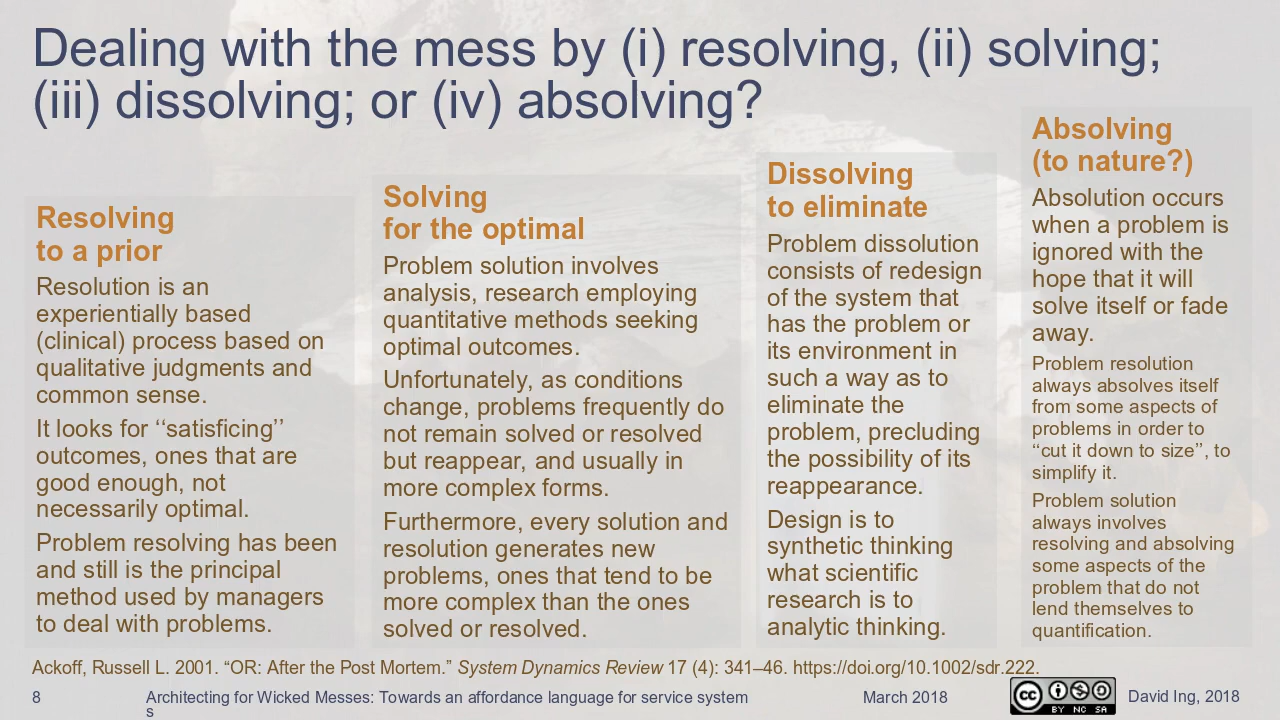 Dealing with the mess by (i) resolving, (ii) solving;
(iii) dissolving; or (iv) absolving?
Resolving
to a prior
Resolution is an
experientially based
(clinical) process based on
qualitative judgments and
common sense.
It looks for ‘‘satisficing’’
outcomes, ones that are
good enough, not
necessarily optimal.
Problem resolving has been
and still is the principal
method used by managers
to deal with problems.
Solving
for the optimal
Problem solution involves
analysis, research employing
quantitative methods seeking
optimal outcomes.
Unfortunately, as conditions
change, problems frequently do
not remain solved or resolved
but reappear, and usually in
more complex forms.
Furthermore, every solution and
resolution generates new
problems, ones that tend to be
more complex than the ones
solved or resolved.
Dissolving
to eliminate
Problem dissolution
consists of redesign
of the system that
has the problem or
its environment in
such a way as to
eliminate the
problem, precluding
the possibility of its
reappearance.
Design is to
synthetic thinking
what scientific
research is to
analytic thinking.
Absolving
(to nature?)
Absolution occurs
when a problem is
ignored with the
hope that it will
solve itself or fade
away.
Problem resolution
always absolves itself
from some aspects of
problems in order to
‘‘cut it down to size’’, to
simplify it.
Problem solution
always involves
resolving and absolving
some aspects of the
problem that do not
lend themselves to
quantification.
Ackoff, Russell L. 2001. “OR: After the Post Mortem.” System Dynamics Review 17 (4): 341–46. https://doi.org/10.1002/sdr.222.
8
Architecting for Wicked Messes: Towards an affordance language for service system
s
March 2018
cc
BY NC SA
David Ing, 2018